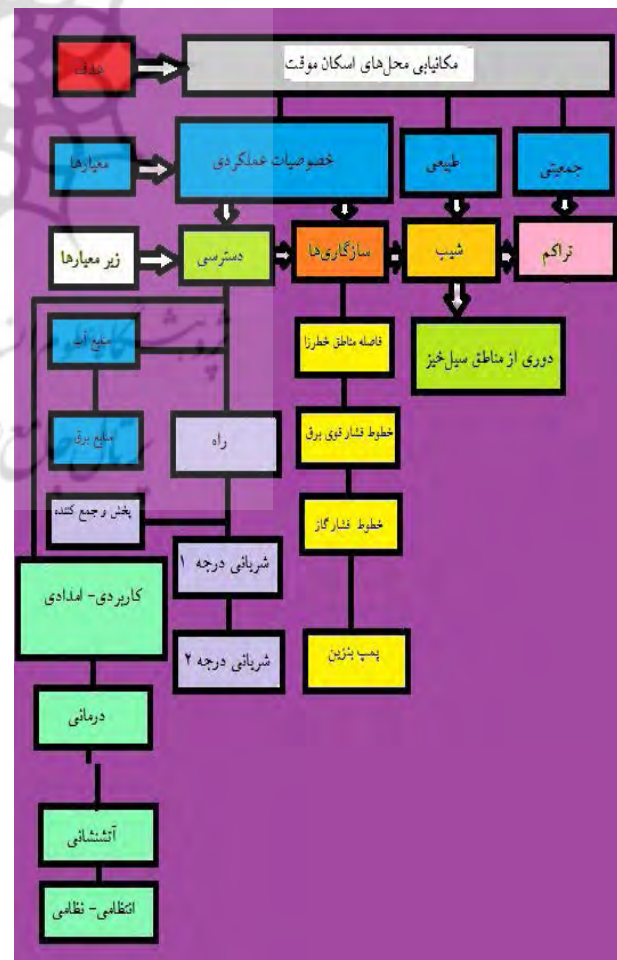 هدف
مکانیابی محل‌های اسکان موقت
معیارها
خصوصیات عملکردی
طبیعی
جمعیتی
زیر معیارها
دسترسی
سازگاری‌ها
شیب
تراکم
منابع آب
فاصله مناطق خطرزا
دوری از مناطق سیل‌خیز
منابع برق
راه
خطوط فشار قوی برق
پخش و جمع کننده
خطوط فشار گاز
کاربردی- امدادی
شریانی درجه ۱
شریانی درجه ۲
پمپ بنزین
درمانی
آتشنشانی
انتظامی- نظامی